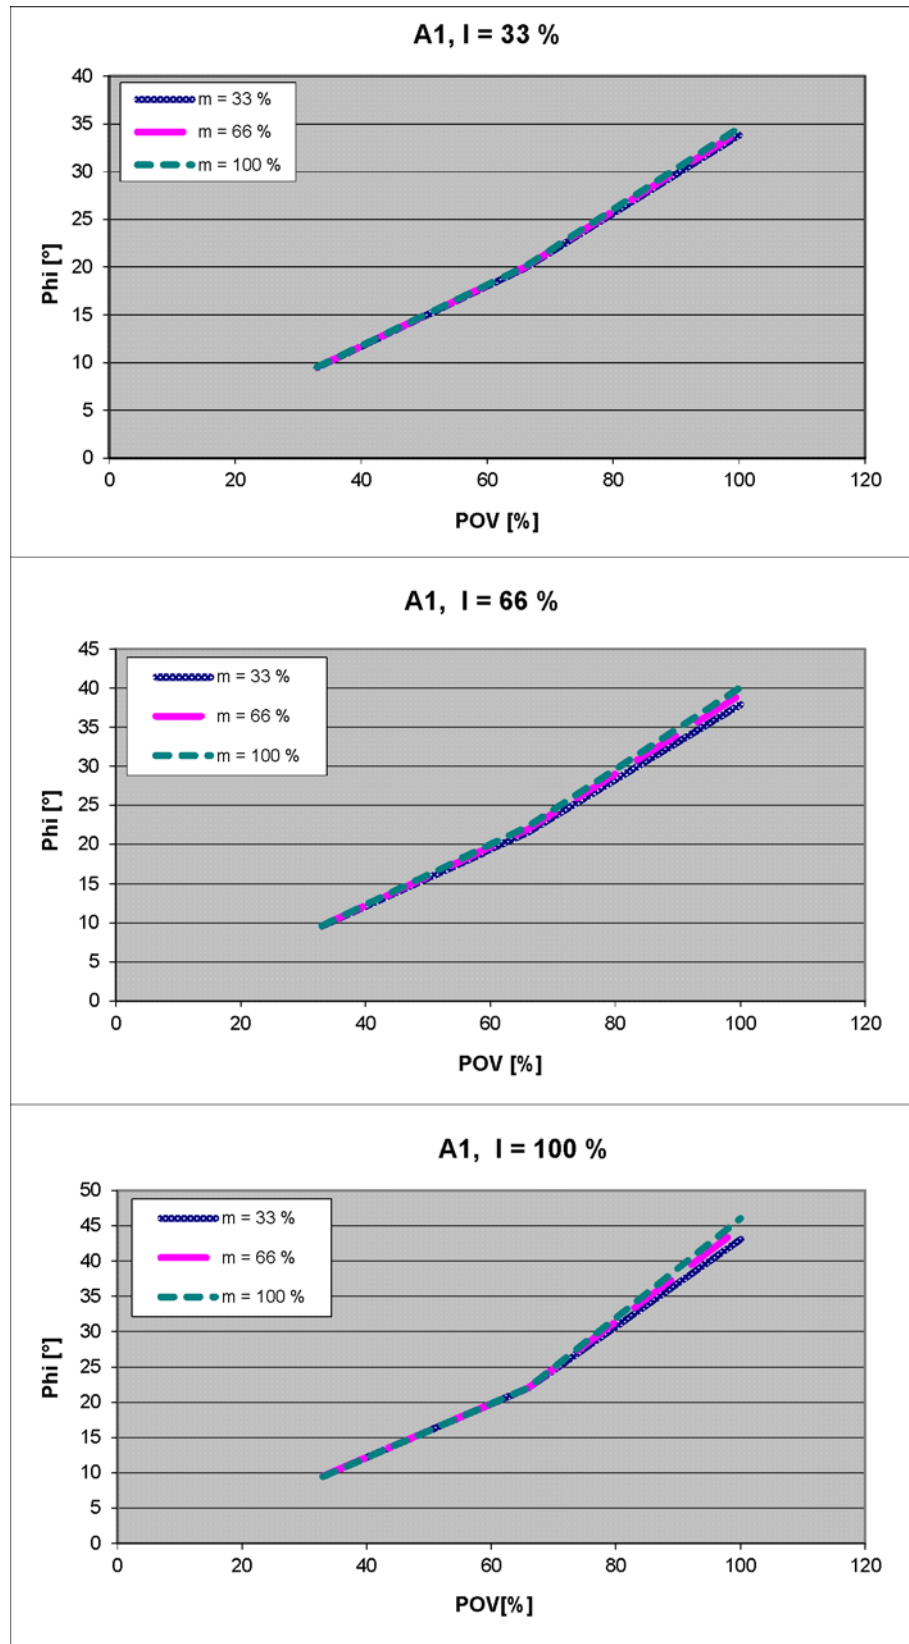 A1, I = 33 %
40
35
30
25
20
15
10
5
0
Phi [°]
m = 33 %
m = 66 %
m = 100 %
0 20 40 60 80 100 120
POV [%]
A1, I = 66 %
45
40
35
30
25
20
15
10
5
0
Phi [°]
m = 33 %
m = 66 %
m = 100 %
0 20 40 60 80 100 120
POV [%]
A1, I = 100 %
50
45
40
35
30
25
20
15
10
5
0
Phi [°]
m = 33 %
m = 66 %
m = 100 %
0 20 40 60 80 100 120
POV[%]